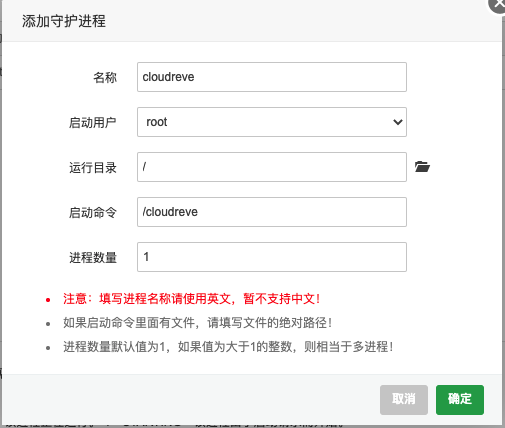 添加守护进程
名称 cloudreve
启动用户 root
运行目录 /
启动命令 /cloudreve
进程数量 1
注意：填写进程名称请使用英文，暂不支持中文！
如果启动命令里面有文件，请填写文件的绝对路径！
进程数量默认值为1，如果值为大于1的整数，则相当于多进程！
取消 确定